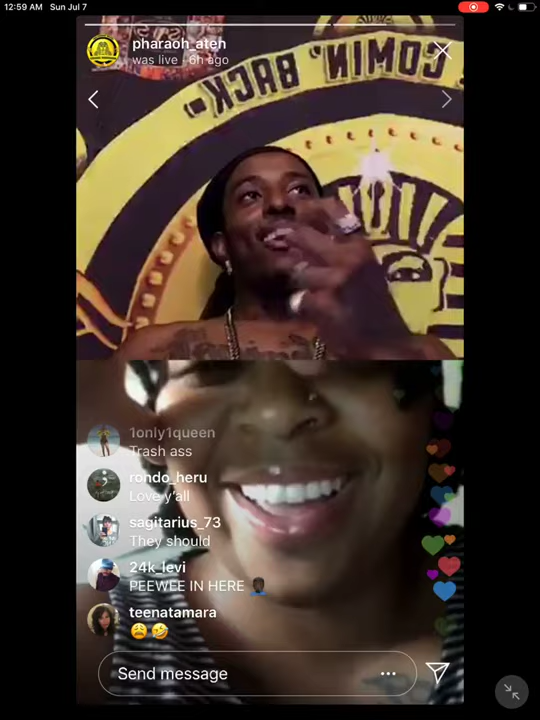 12:59 AM Sun Jul 7
pharaoh_ateh
was live · 6h ago
COMIN' BACK-
1only1queen
Trash ass
rondo_heru
Love y'all
sagitarius_73
They should
24k_levi
PEEWEE IN HERE 👤🏿
teenatamara
😩🤣
Send message